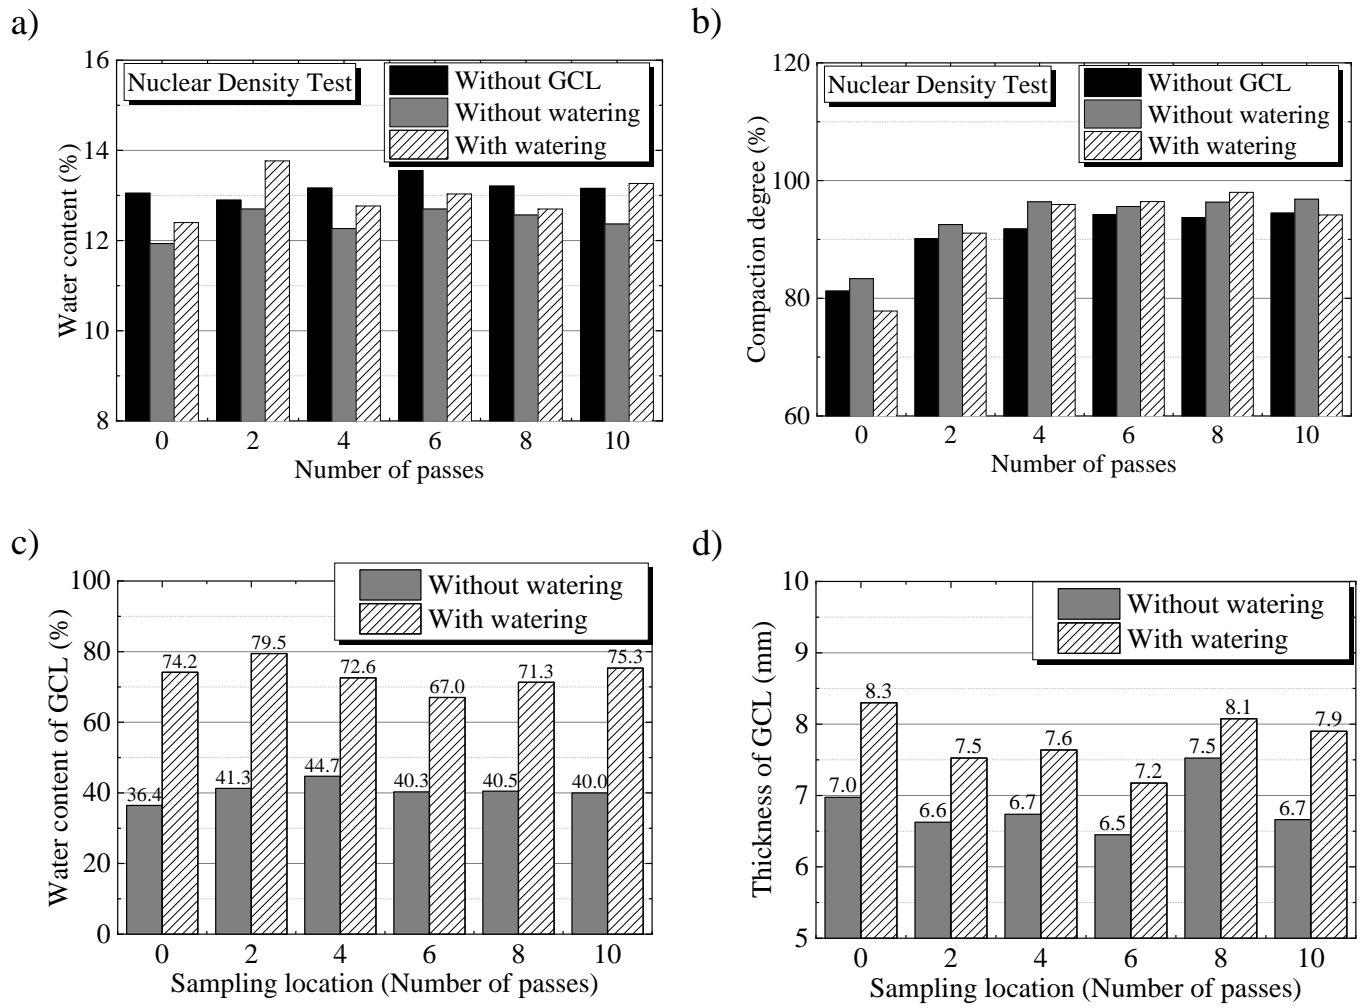 a)
Nuclear Density Test
Without GCL
Without watering
With watering
Water content (%)
16
14
12
10
8
0 2 4 6 8 10
Number of passes
b)
Nuclear Density Test
Without GCL
Without watering
With watering
Compaction degree (%)
120
100
80
60
0 2 4 6 8 10
Number of passes
c)
Without watering
With watering
Water content of GCL (%)
100
80
60
40
20
0
36.4 74.2 41.3 79.5 44.7 72.6 40.3 67.0 40.5 71.3 40.0 75.3
0 2 4 6 8 10
Sampling location (Number of passes)
d)
Without watering
With watering
Thickness of GCL (mm)
10
9
8
7
6
5
7.0 8.3 6.6 7.5 6.7 7.6 6.5 7.2 7.5 8.1 6.7 7.9
0 2 4 6 8 10
Sampling location (Number of passes)